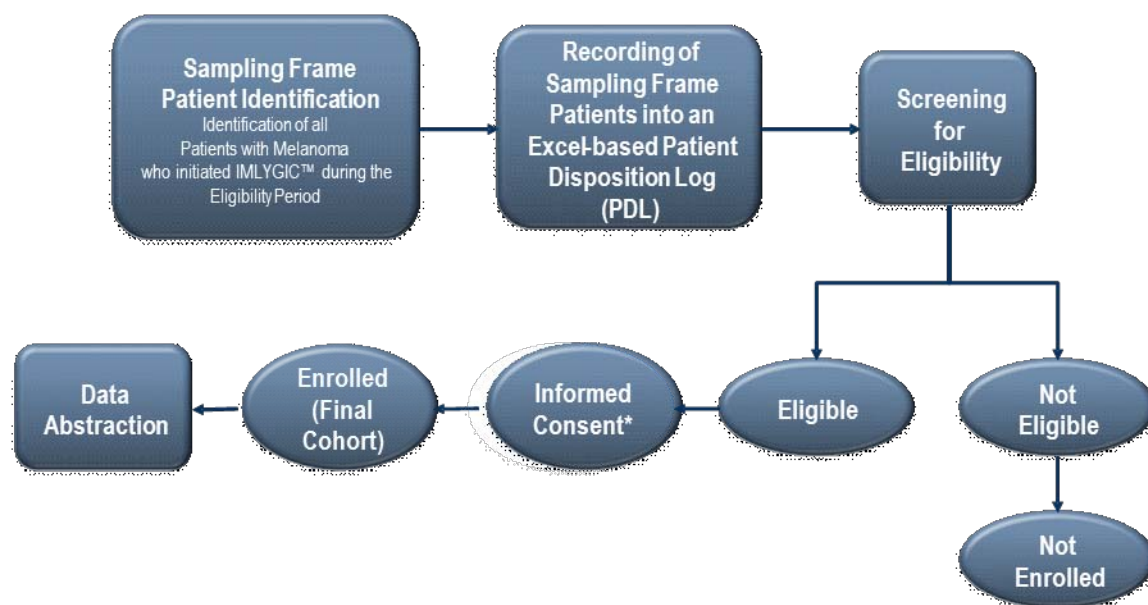 Sampling Frame
Patient Identification
Identification of all
Patients with Melanoma
who initiated IMLYGIC™ during the
Eligibility Period
Recording of
Sampling Frame
Patients into an
Excel-based Patient
Disposition Log
(PDL)
Screening
for
Eligibility
Data
Abstraction
Enrolled
(Final
Cohort)
Informed
Consent*
Eligible
Not
Eligible
Not
Enrolled